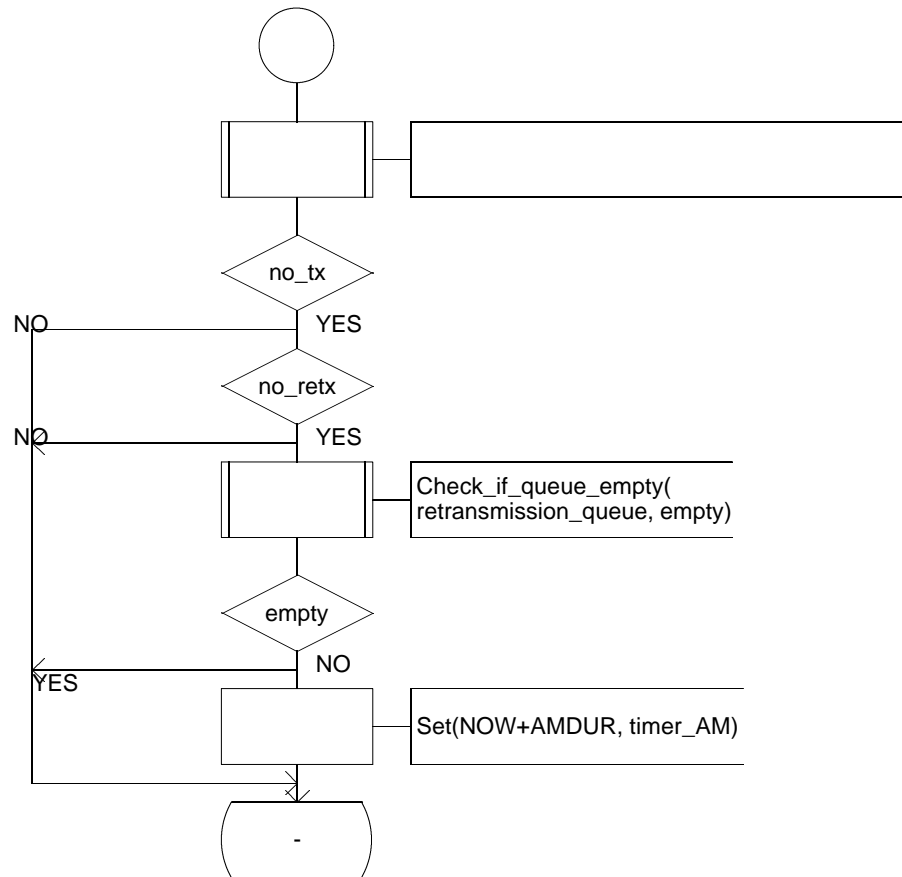 no_tx
NO
YES
no_retx
NO
YES
Check_if_queue_empty(
retransmission_queue, empty)
empty
NO
YES
Set(NOW+AMDUR, timer_AM)
-